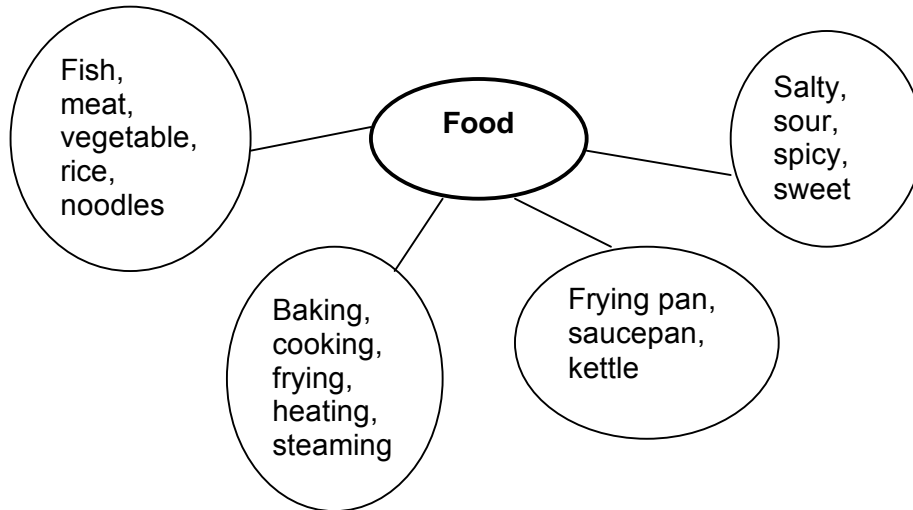 Fish,
meat,
vegetable,
rice,
noodles
Food
Salty,
sour,
spicy,
sweet
Baking,
cooking,
frying,
heating,
steaming
Frying pan,
saucepan,
kettle